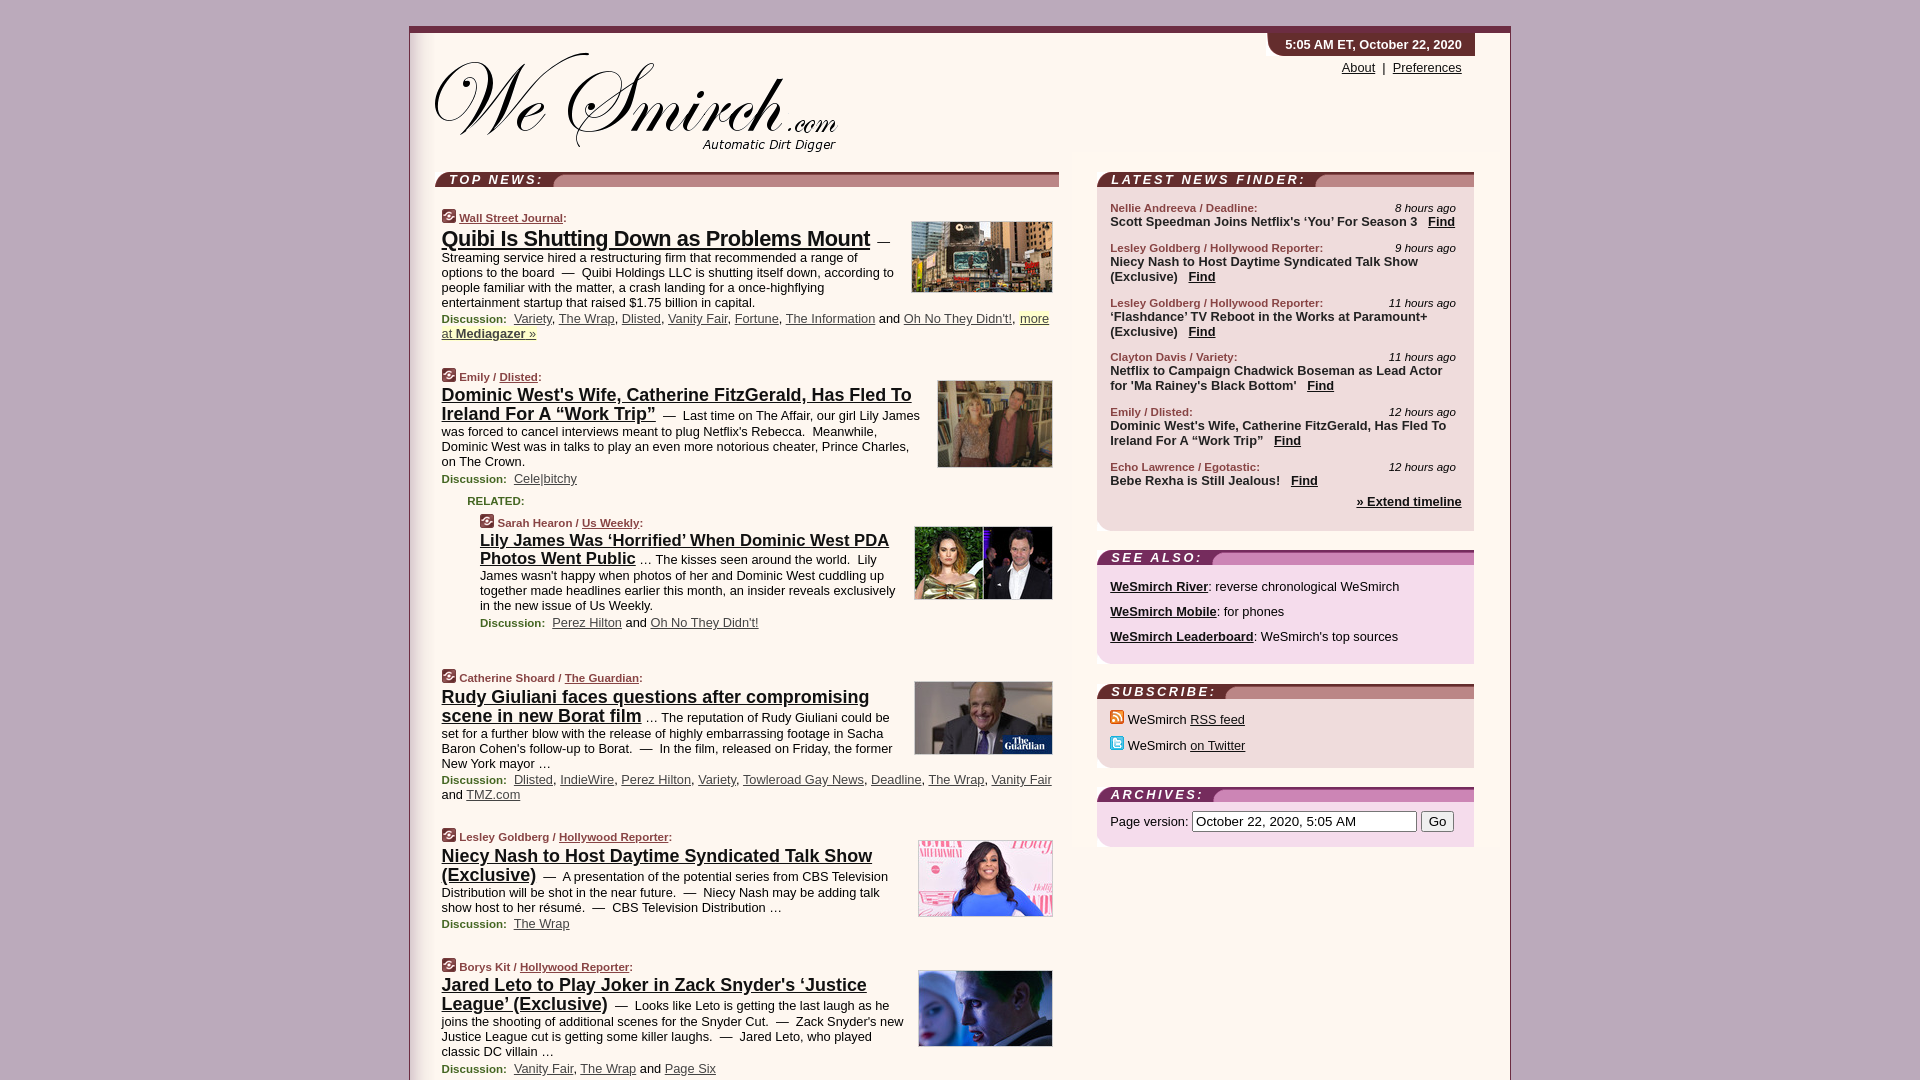 5:05 AM ET, October 22, 2020
About | Preferences
We Smirch .com
Automatic Dirt Digger
TOP NEWS:
Wall Street Journal:
Quibi Is Shutting Down as Problems Mount —
Streaming service hired a restructuring firm that recommended a range of
options to the board — Quibi Holdings LLC is shutting itself down, according to
people familiar with the matter, a crash landing for a once-highflying
entertainment startup that raised $1.75 billion in capital.
Discussion: Variety, The Wrap, Dlisted, Vanity Fair, Fortune, The Information and Oh No They Didn't!, more
at Mediagazer »
Emily / Dlisted:
Dominic West's Wife, Catherine FitzGerald, Has Fled To
Ireland For A “Work Trip” — Last time on The Affair, our girl Lily James
was forced to cancel interviews meant to plug Netflix's Rebecca. Meanwhile,
Dominic West was in talks to play an even more notorious cheater, Prince Charles,
on The Crown.
Discussion: Cele|bitchy
RELATED:
Sarah Hearon / Us Weekly:
Lily James Was ‘Horrified’ When Dominic West PDA
Photos Went Public … The kisses seen around the world. Lily
James wasn't happy when photos of her and Dominic West cuddling up
together made headlines earlier this month, an insider reveals exclusively
in the new issue of Us Weekly.
Discussion: Perez Hilton and Oh No They Didn't!
Catherine Shoard / The Guardian:
Rudy Giuliani faces questions after compromising
scene in new Borat film … The reputation of Rudy Giuliani could be
set for a further blow with the release of highly embarrassing footage in Sacha
Baron Cohen's follow-up to Borat. — In the film, released on Friday, the former
New York mayor …
The
Guardian
Discussion: Dlisted, IndieWire, Perez Hilton, Variety, Towleroad Gay News, Deadline, The Wrap, Vanity Fair
and TMZ.com
Lesley Goldberg / Hollywood Reporter:
Niecy Nash to Host Daytime Syndicated Talk Show
(Exclusive) — A presentation of the potential series from CBS Television
Distribution will be shot in the near future. — Niecy Nash may be adding talk
show host to her résumé. — CBS Television Distribution …
Discussion: The Wrap
Borys Kit / Hollywood Reporter:
Jared Leto to Play Joker in Zack Snyder's ‘Justice
League’ (Exclusive) — Looks like Leto is getting the last laugh as he
joins the shooting of additional scenes for the Snyder Cut. — Zack Snyder's new
Justice League cut is getting some killer laughs. — Jared Leto, who played
classic DC villain …
Discussion: Vanity Fair, The Wrap and Page Six
LATEST NEWS FINDER:
Nellie Andreeva / Deadline: 8 hours ago
Scott Speedman Joins Netflix's ‘You’ For Season 3 Find
Lesley Goldberg / Hollywood Reporter: 9 hours ago
Niecy Nash to Host Daytime Syndicated Talk Show
(Exclusive) Find
Lesley Goldberg / Hollywood Reporter: 11 hours ago
‘Flashdance’ TV Reboot in the Works at Paramount+
(Exclusive) Find
Clayton Davis / Variety: 11 hours ago
Netflix to Campaign Chadwick Boseman as Lead Actor
for 'Ma Rainey's Black Bottom' Find
Emily / Dlisted: 12 hours ago
Dominic West's Wife, Catherine FitzGerald, Has Fled To
Ireland For A “Work Trip” Find
Echo Lawrence / Egotastic: 12 hours ago
Bebe Rexha is Still Jealous! Find
» Extend timeline
SEE ALSO:
WeSmirch River: reverse chronological WeSmirch
WeSmirch Mobile: for phones
WeSmirch Leaderboard: WeSmirch's top sources
SUBSCRIBE:
WeSmirch RSS feed
WeSmirch on Twitter
ARCHIVES:
Page version: October 22, 2020, 5:05 AM Go